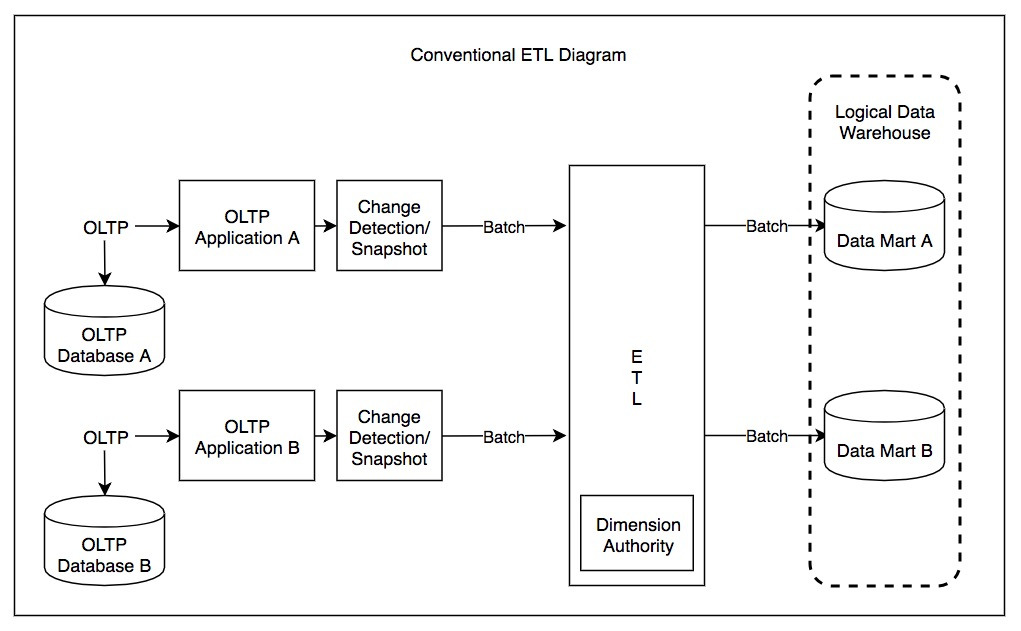 Conventional ETL Diagram
Logical Data
Warehouse
OLTP
OLTP
Application A
Change
Detection/
Snapshot
Batch
Batch
Data Mart A
OLTP
Database A
E
T
L
OLTP
OLTP
Application B
Change
Detection/
Snapshot
Batch
Batch
Data Mart B
OLTP
Database B
Dimension
Authority